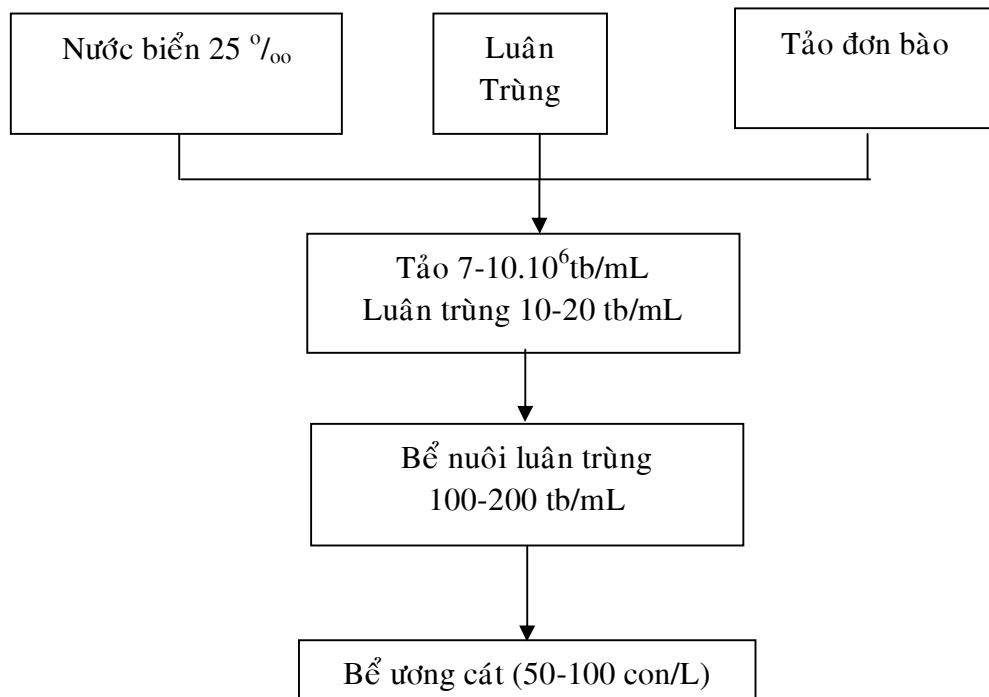 Nước biển 25 º/₀₀
Luân
Trùng
Tảo đơn bào
Tảo 7-10.10⁶tb/mL
Luân trùng 10-20 tb/mL
Bể nuôi luân trùng
100-200 tb/mL
Bể ương cát (50-100 con/L)